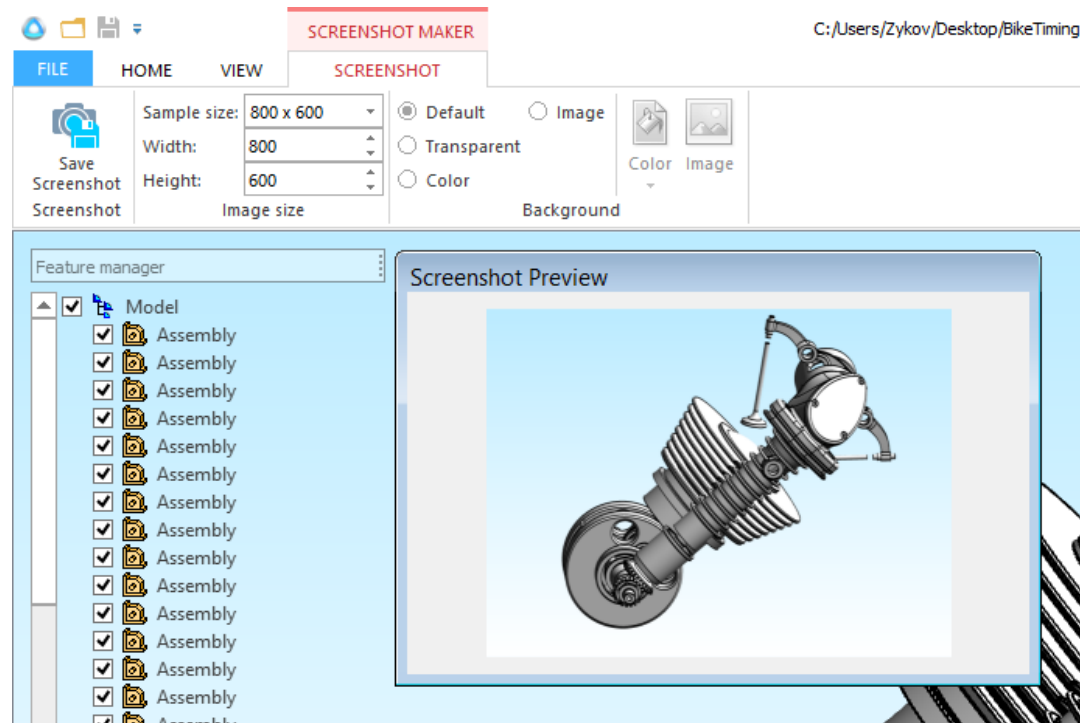 SCREENSHOT MAKER
C:/Users/Zykov/Desktop/BikeTiming
FILE HOME VIEW SCREENSHOT
Sample size: 800 x 600
Width: 800
Height: 600
Save
Screenshot
Screenshot
Image size
Default Image
Transparent
Color
Background
Color Image
Feature manager
Model
Assembly
Assembly
Assembly
Assembly
Assembly
Assembly
Assembly
Assembly
Assembly
Assembly
Assembly
Assembly
Assembly
Assembly
Screenshot Preview